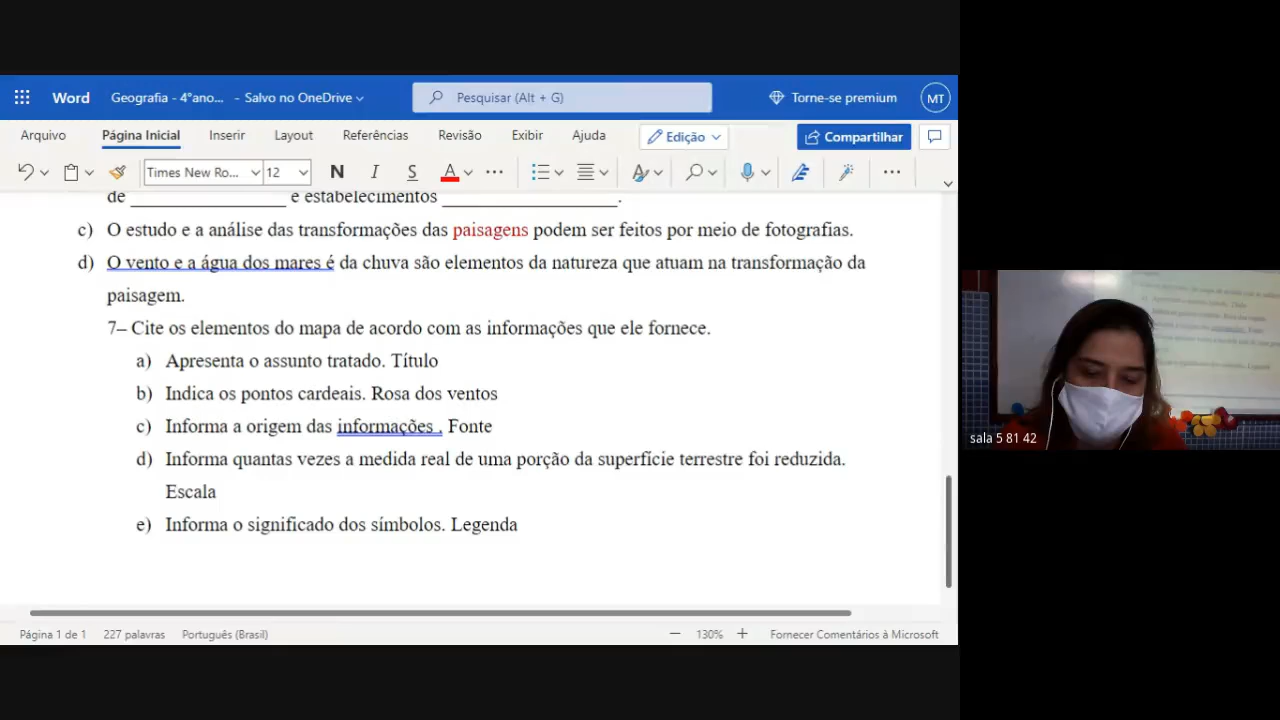 Word Geografia - 4°ano... - Salvo no OneDrive Pesquisar (Alt + G) Torne-se premium MT
Arquivo Página Inicial Inserir Layout Referências Revisão Exibir Ajuda Edição Compartilhar
Times New Ro... 12 N I S A
de _______________ e estabelecimentos _________________.
c) O estudo e a análise das transformações das paisagens podem ser feitos por meio de fotografias.
d) O vento e a água dos mares é da chuva são elementos da natureza que atuam na transformação da
paisagem.
7– Cite os elementos do mapa de acordo com as informações que ele fornece.
a) Apresenta o assunto tratado. Título
b) Indica os pontos cardeais. Rosa dos ventos
c) Informa a origem das informações . Fonte
d) Informa quantas vezes a medida real de uma porção da superfície terrestre foi reduzida.
Escala
e) Informa o significado dos símbolos. Legenda
Página 1 de 1 227 palavras Português (Brasil) 130% Fornecer Comentários à Microsoft
sala 5 81 42